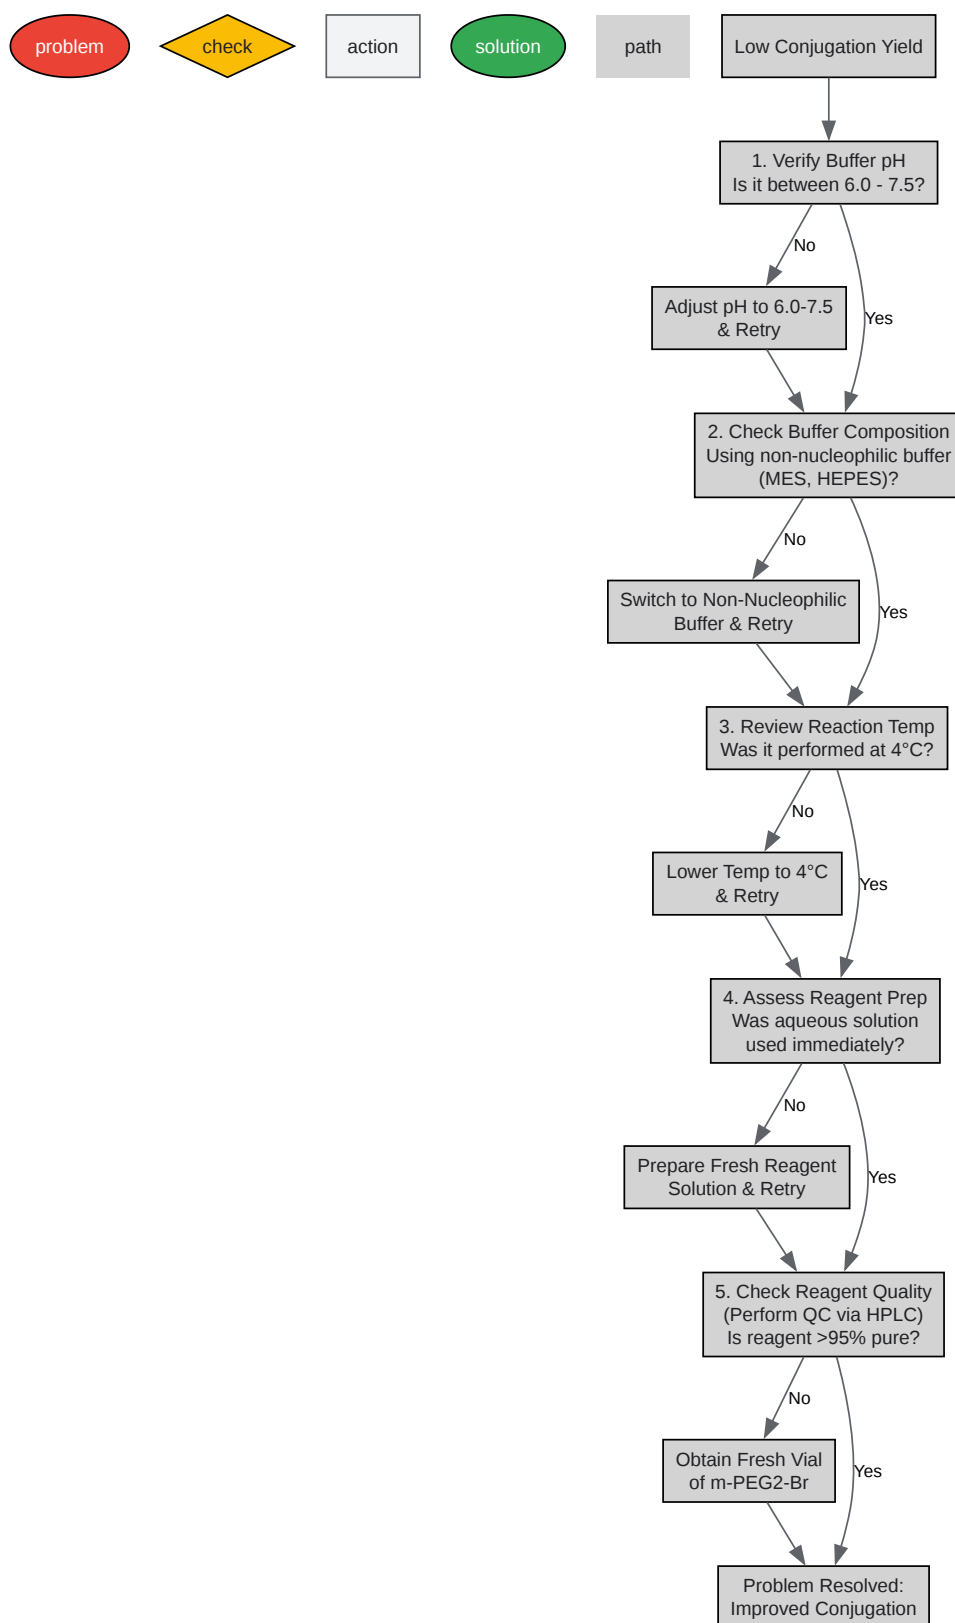 problem
check
action
solution
path
Low Conjugation Yield
1. Verify Buffer pH
Is it between 6.0 - 7.5?
No
Adjust pH to 6.0-7.5
& Retry
Yes
2. Check Buffer Composition
Using non-nucleophilic buffer
(MES, HEPES)?
No
Switch to Non-Nucleophilic
Buffer & Retry
Yes
3. Review Reaction Temp
Was it performed at 4°C?
No
Lower Temp to 4°C
& Retry
Yes
4. Assess Reagent Prep
Was aqueous solution
used immediately?
No
Prepare Fresh Reagent
Solution & Retry
Yes
5. Check Reagent Quality
(Perform QC via HPLC)
Is reagent >95% pure?
No
Obtain Fresh Vial
of m-PEG2-Br
Yes
Problem Resolved:
Improved Conjugation